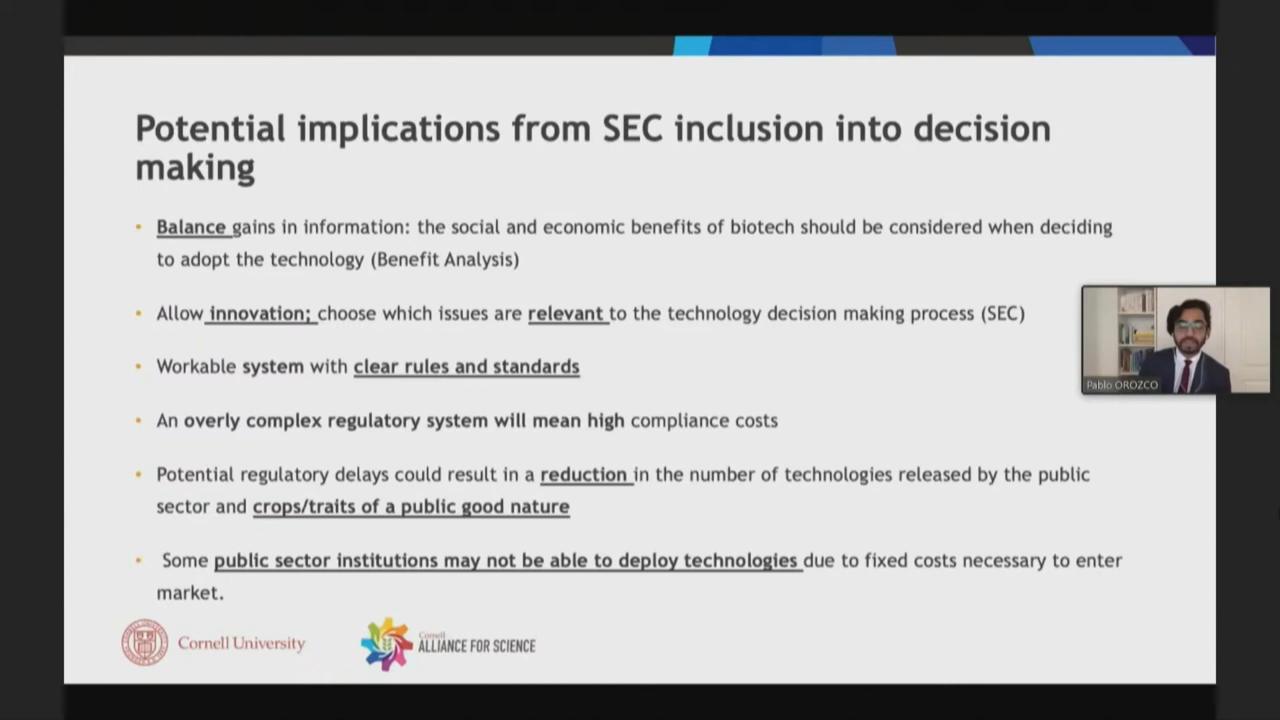 Potential implications from SEC inclusion into decision
making
• Balance gains in information: the social and economic benefits of biotech should be considered when deciding
to adopt the technology (Benefit Analysis)
• Allow innovation; choose which issues are relevant to the technology decision making process (SEC)
• Workable system with clear rules and standards
• An overly complex regulatory system will mean high compliance costs
• Potential regulatory delays could result in a reduction in the number of technologies released by the public
sector and crops/traits of a public good nature
• Some public sector institutions may not be able to deploy technologies due to fixed costs necessary to enter
market.
Pablo OROZCO
Cornell University
Cornell
ALLIANCE FOR SCIENCE